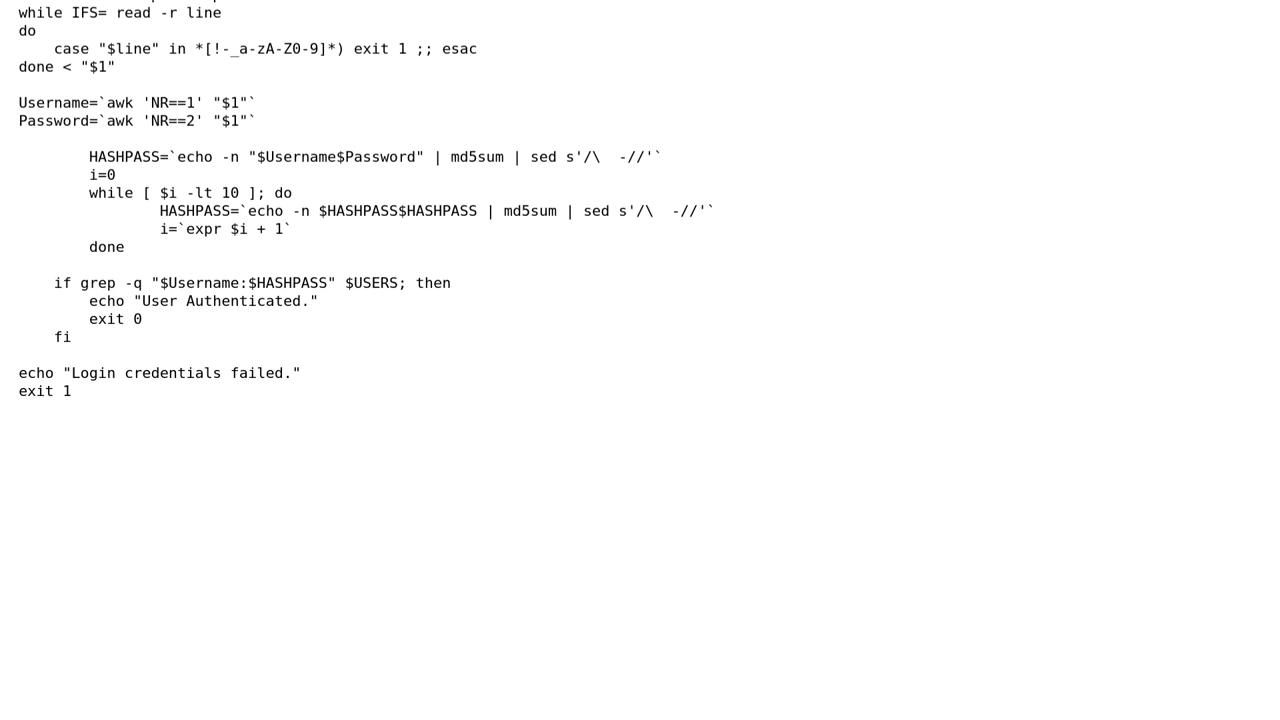 while IFS= read -r line
do
    case "$line" in *[!-_a-zA-Z0-9]*) exit 1 ;; esac
done < "$1"

Username=`awk 'NR==1' "$1"`
Password=`awk 'NR==2' "$1"`

        HASHPASS=`echo -n "$Username$Password" | md5sum | sed s'/\  -//'`
        i=0
        while [ $i -lt 10 ]; do
                HASHPASS=`echo -n $HASHPASS$HASHPASS | md5sum | sed s'/\  -//'`
                i=`expr $i + 1`
        done

    if grep -q "$Username:$HASHPASS" $USERS; then
        echo "User Authenticated."
        exit 0
    fi

echo "Login credentials failed."
exit 1